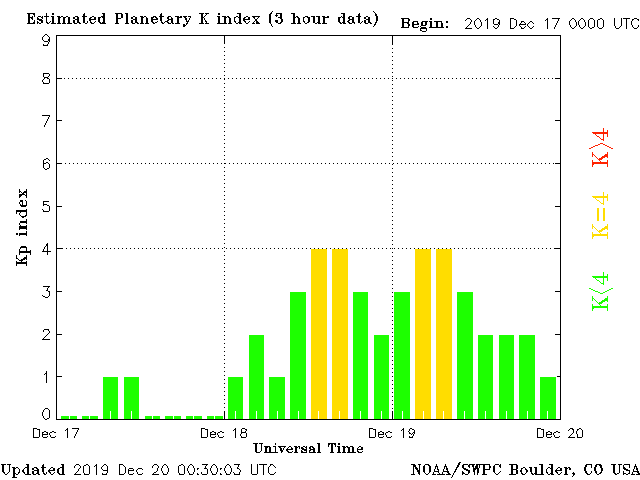 Estimated Planetary K index (3 hour data) Begin: 2019 Dec 17 0000 UTC
9
8
7
6
5
4
3
2
1
0
Kp index
K>4
K=4
K<4
Dec 17 Dec 18 Dec 19 Dec 20
Universal Time
Updated 2019 Dec 20 00:30:03 UTC NOAA/SWPC Boulder, CO USA